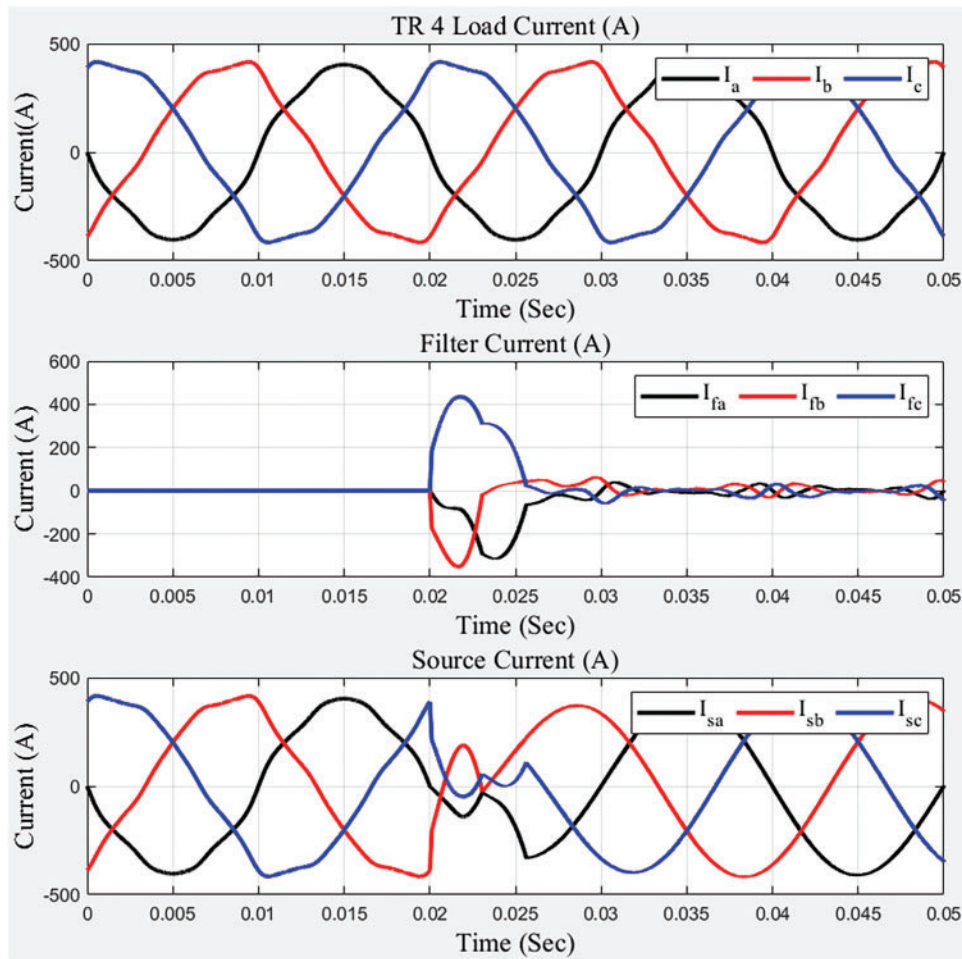 TR 4 Load Current (A)
500
0
-500
Current(A)
I_a I_b I_c
0 0.005 0.01 0.015 0.02 0.025 0.03 0.035 0.04 0.045 0.05
Time (Sec)
Filter Current (A)
600
400
200
0
-200
-400
Current (A)
I_fa I_fb I_fc
0 0.005 0.01 0.015 0.02 0.025 0.03 0.035 0.04 0.045 0.05
Time (Sec)
Source Current (A)
500
0
-500
Current (A)
I_sa I_sb I_sc
0 0.005 0.01 0.015 0.02 0.025 0.03 0.035 0.04 0.045 0.05
Time (Sec)